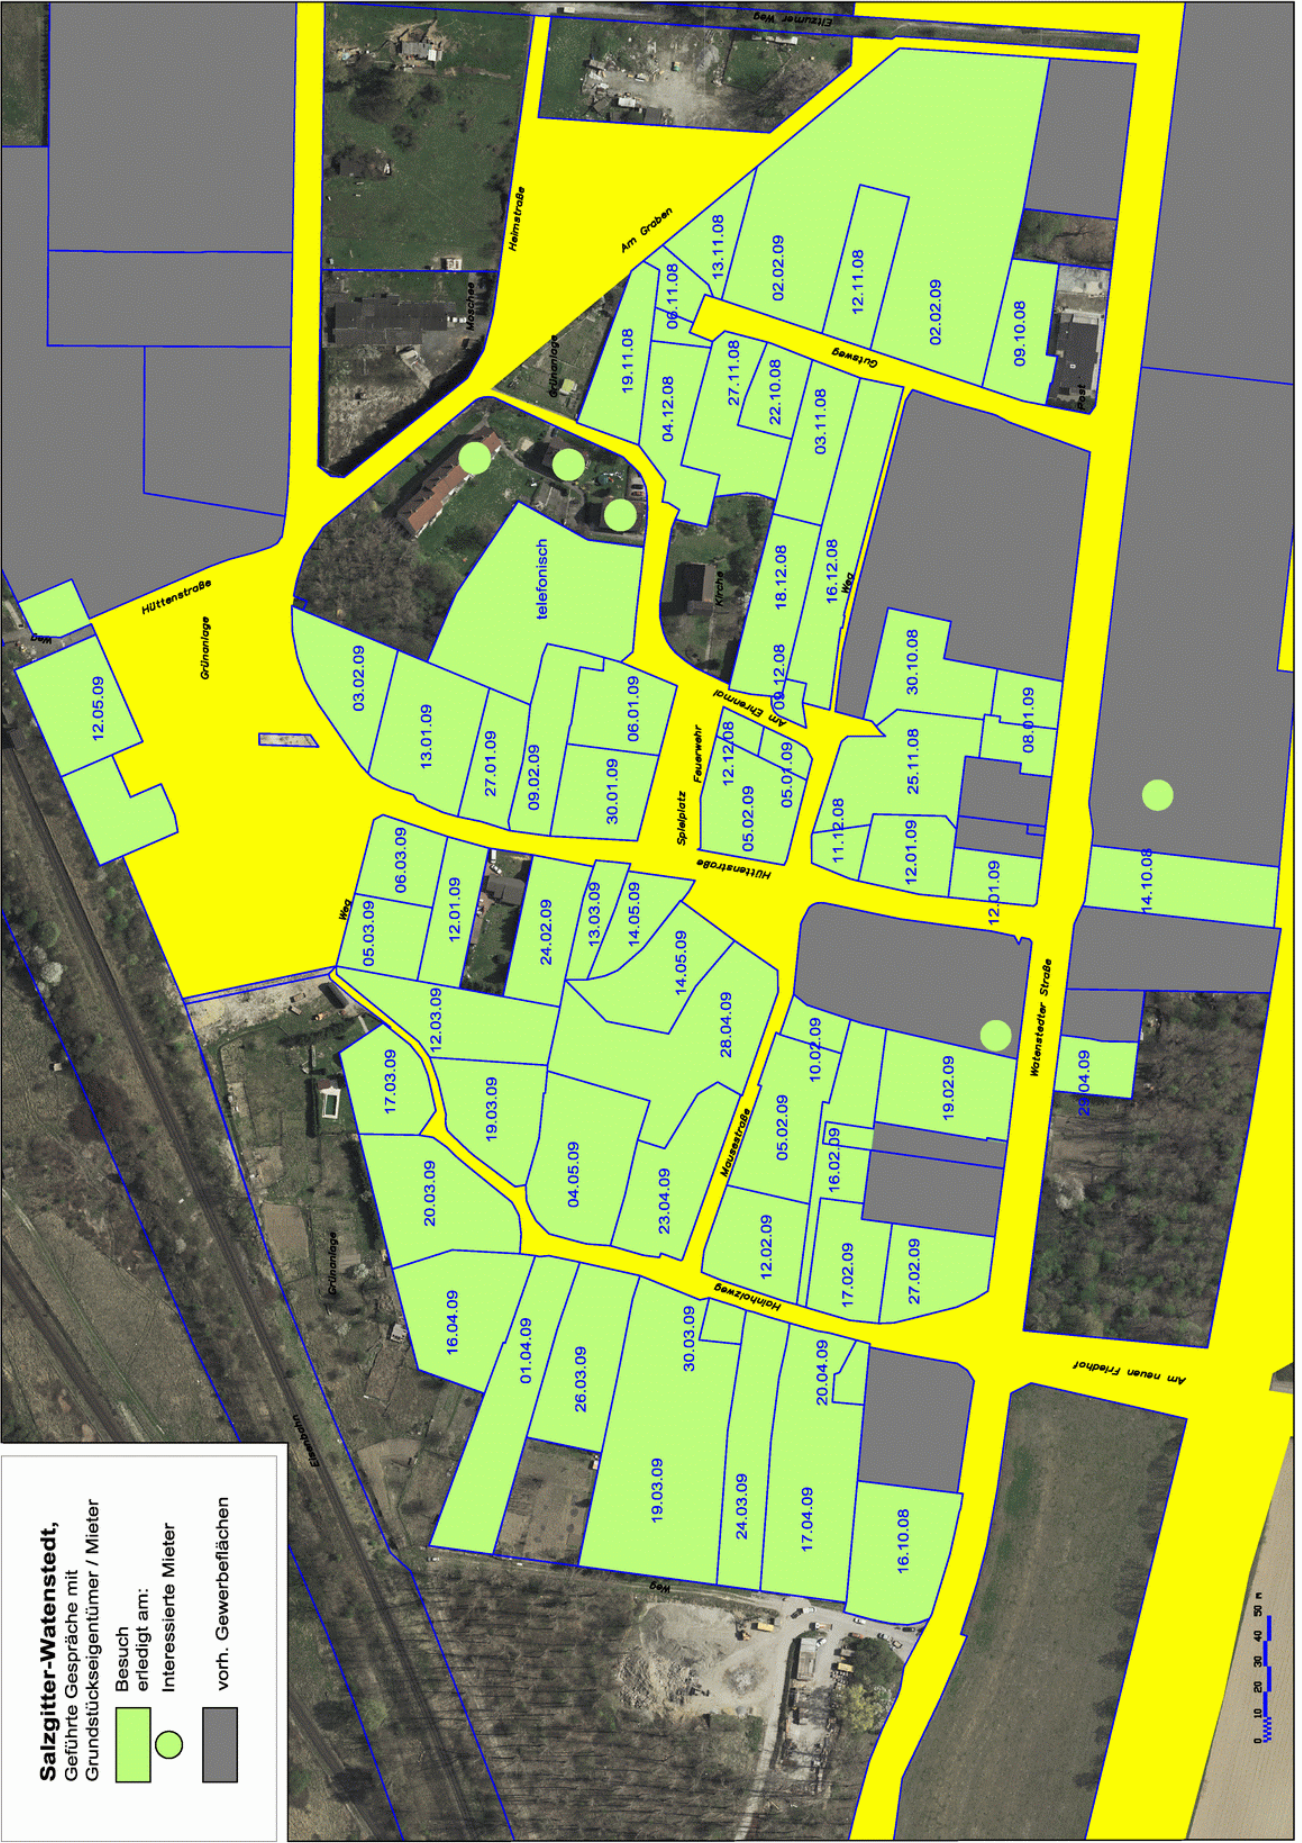 Salzgitter-Watenstedt,
Geführte Gespräche mit
Grundstückseigentümer / Mieter
Besuch
erledigt am:
Interessierte Mieter
vorh. Gewerbeflächen
Eltzumer Weg
Heimstraße
Am Graben
Moschee
Grünanlage
Hüttenstraße
Weg
Grünanlage
12.05.09
telefonisch
Kirche
Gutsweg
Post
13.11.08
02.02.09
12.11.08
02.02.09
09.10.08
06.11.08
19.11.08
04.12.08
27.11.08
22.10.08
03.11.08
18.12.08
16.12.08
Weg
09.12.08
Am Ehrenmal
03.02.09
13.01.09
27.01.09
09.02.09
06.01.09
30.01.09
Spielplatz
Feuerwehr
12.12.08
05.02.09
05.01.09
30.10.08
08.01.09
25.11.08
11.12.08
12.01.09
12.01.09
14.10.08
Hüttenstraße
Weg
06.03.09
05.03.09
12.01.09
24.02.09
13.03.09
14.05.09
14.05.09
28.04.09
12.03.09
17.03.09
19.03.09
20.03.09
04.05.09
23.04.09
Mausestraße
Watenstedter Straße
10.02.09
05.02.09
16.02.09
19.02.09
29.04.09
12.02.09
17.02.09
27.02.09
Hainholzweg
Am neuen Friedhof
Grünanlage
Eisenbahn
16.04.09
01.04.09
26.03.09
30.03.09
19.03.09
24.03.09
20.04.09
17.04.09
16.10.08
Weg
0 10 20 30 40 50 M